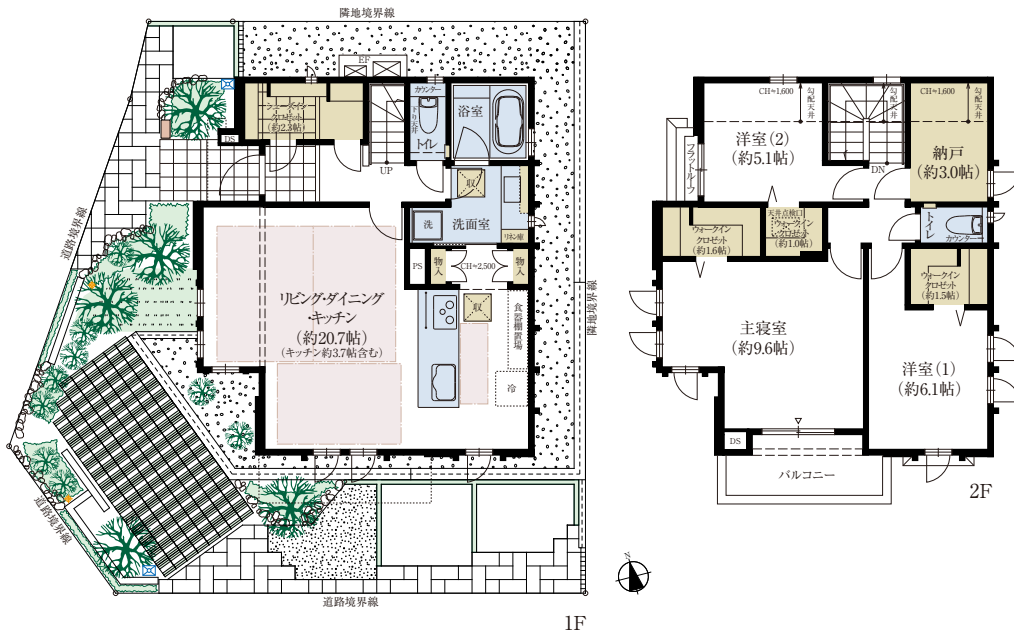 隣地境界線
EF
シューズイン
クロゼット
(約2.3帖)
カウンター
下り天井
トイレ
浴室
DS
UP
収
洗
洗面室
リネン庫
道路境界線
PS
物入
CH≈2,500
物入
リビング・ダイニング
・キッチン
(約20.7帖)
(キッチン約3.7帖含む)
収
食器棚置場
冷
隣地境界線
道路境界線
道路境界線
1F
CH≈1,600
勾配天井
勾配天井
CH≈1,600
洋室(2)
(約5.1帖)
フラットルーフ
DN
納戸
(約3.0帖)
ウォークイン
クロゼット
(約1.6帖)
天井点検口
ウォークイン
クロゼット
(約1.0帖)
トイレ
カウンター
ウォークイン
クロゼット
(約1.5帖)
主寝室
(約9.6帖)
洋室(1)
(約6.1帖)
DS
バルコニー
2F
N